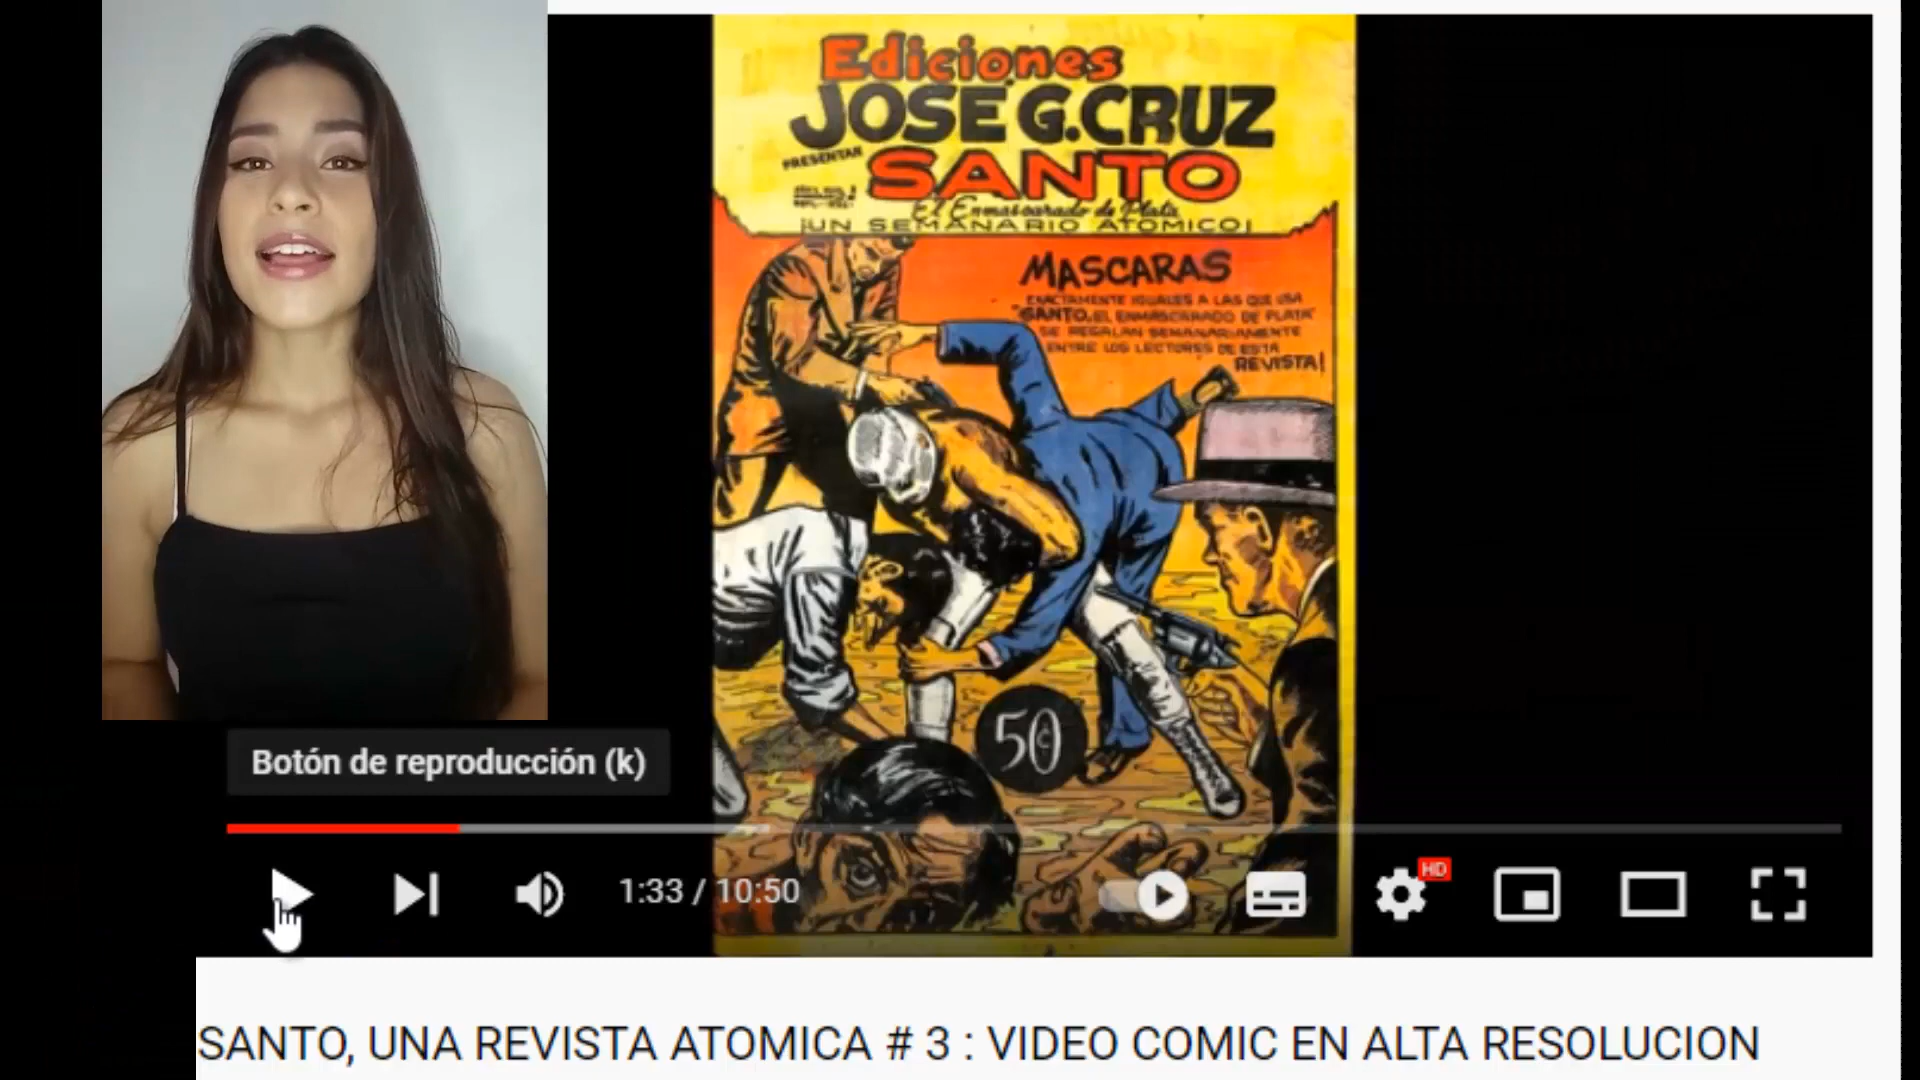 Ediciones
JOSE G. CRUZ
PRESENTAN
SANTO
El Enmascarado de Plata
¡UN SEMANARIO ATOMICO!
MASCARAS
EXACTAMENTE IGUALES A LAS QUE USA
"SANTO, EL ENMASCARADO DE PLATA"
SE REGALAN SEMANARIAMENTE
ENTRE LOS LECTORES DE ESTA
REVISTA!
50¢
Botón de reproducción (k)
1:33 / 10:50
HD
SANTO, UNA REVISTA ATOMICA # 3 : VIDEO COMIC EN ALTA RESOLUCION